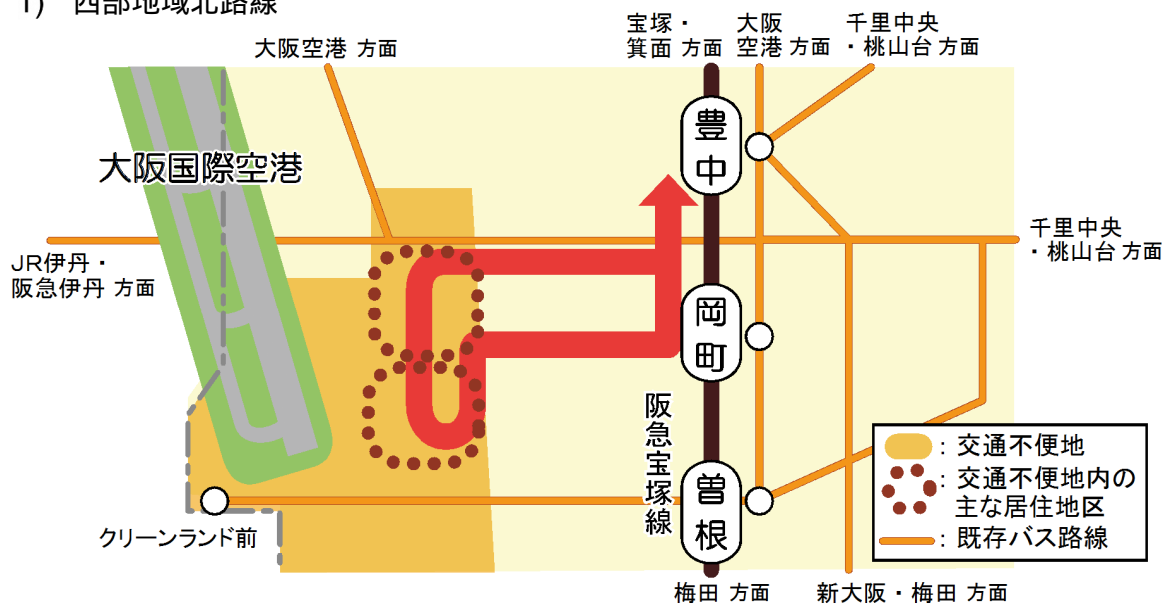 1) 西部地域北路線
大阪空港 方面
宝塚・
箕面 方面
大阪
空港 方面
千里中央
・桃山台 方面
豊中
大阪国際空港
千里中央
・桃山台 方面
JR伊丹・
阪急伊丹 方面
岡町
阪急宝塚線
曽根
クリーンランド前
：交通不便地
：交通不便地内の
主な居住地区
：既存バス路線
梅田 方面
新大阪・梅田 方面